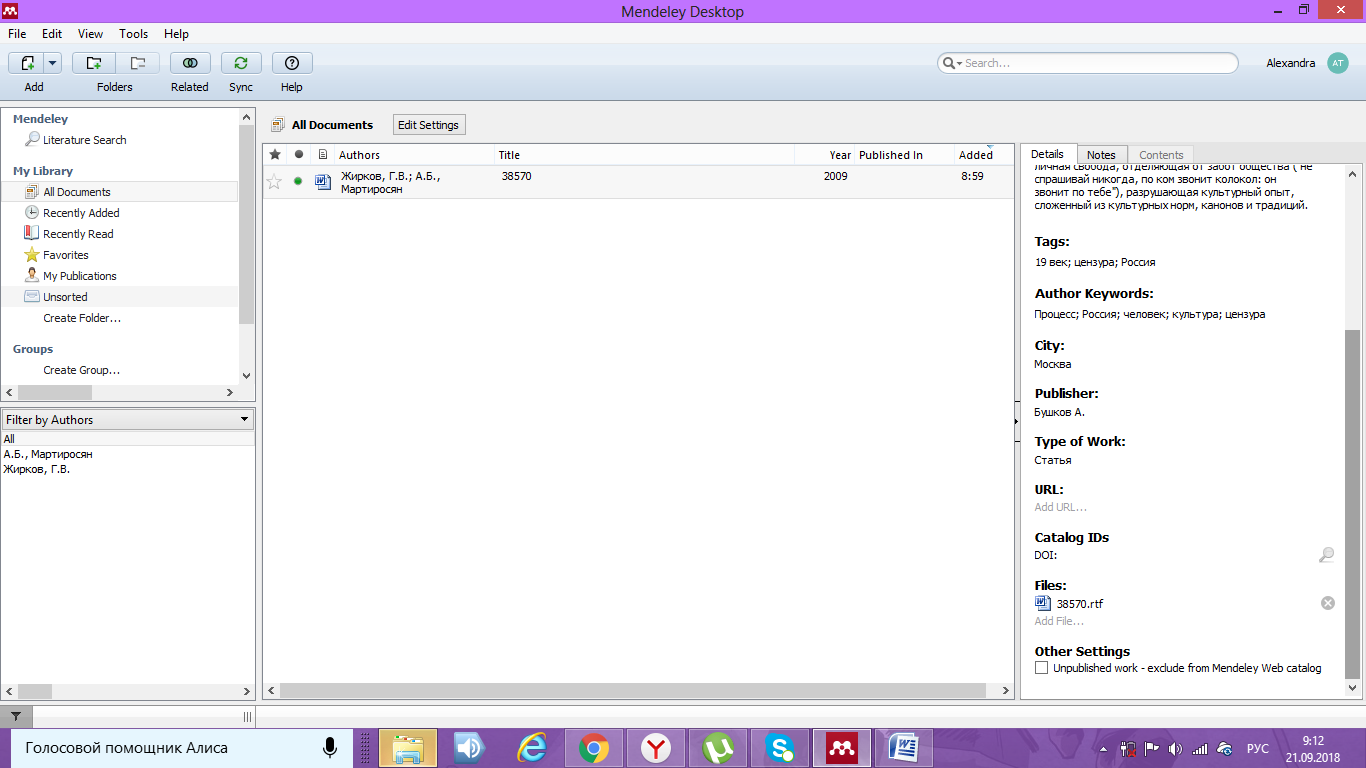 Mendeley Desktop
File Edit View Tools Help
Search...
Alexandra AT
Add Folders Related Sync Help
Mendeley
Literature Search
My Library
All Documents
Recently Added
Recently Read
Favorites
My Publications
Unsorted
Create Folder...
Groups
Create Group...
Filter by Authors
All
А.Б., Мартиросян
Жирков, Г.В.
All Documents Edit Settings
Authors Title Year Published In Added
Жирков, Г.В.; А.Б., 38570 2009 8:59
Мартиросян
Details Notes Contents
личная свобода, отделяющая от забот общества ( не
спрашивай никогда, по ком звонит колокол: он
звонит по тебе"), разрушающая культурный опыт,
сложенный из культурных норм, канонов и традиций.
Tags:
19 век; цензура; Россия
Author Keywords:
Процесс; Россия; человек; культура; цензура
City:
Москва
Publisher:
Бушков А.
Type of Work:
Статья
URL:
Add URL...
Catalog IDs
DOI:
Files:
38570.rtf
Add File...
Other Settings
Unpublished work - exclude from Mendeley Web catalog
Голосовой помощник Алиса
РУС
9:12
21.09.2018